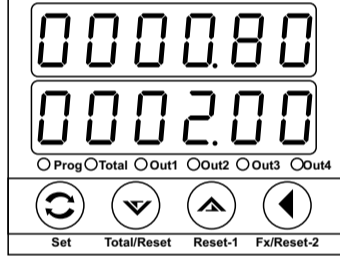 0000.80
0002.00
Prog Total Out1 Out2 Out3 Out4
Set Total/Reset Reset-1 Fx/Reset-2